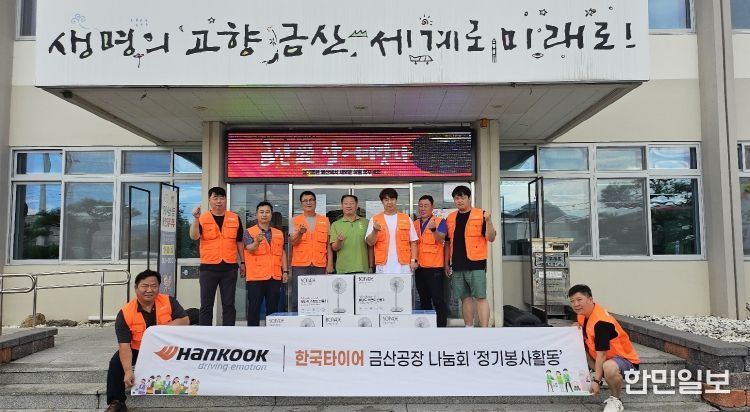 생명의 고향 금산, 세계로 미래로!
HANKOOK
driving emotion
한국타이어 금산공장 나눔회 '정기봉사활동'
한민일보